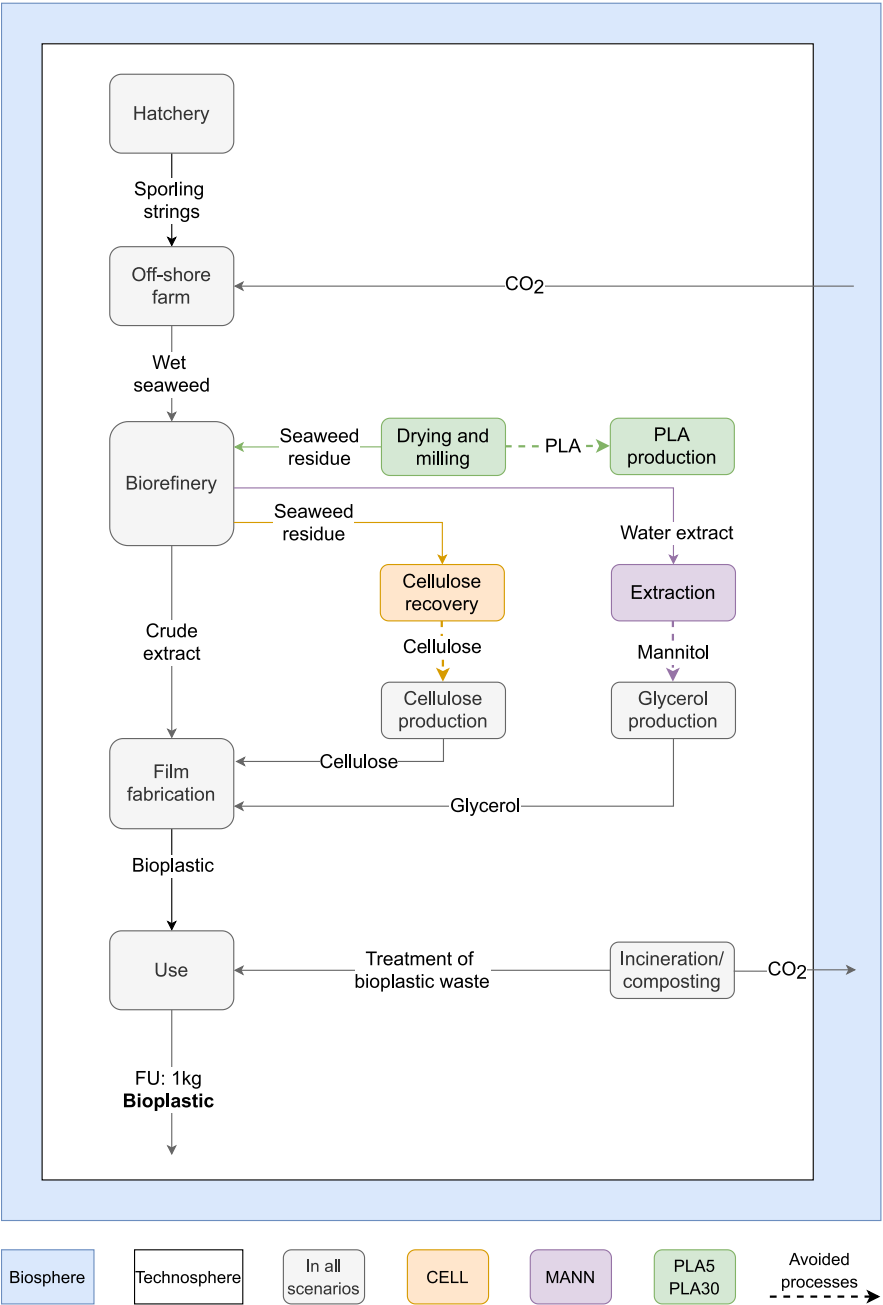 Hatchery
Sporling
strings
Off-shore
farm
CO2
Wet
seaweed
Biorefinery
Seaweed
residue
Drying and
milling
PLA
PLA
production
Seaweed
residue
Water extract
Cellulose
recovery
Extraction
Crude
extract
Cellulose
Mannitol
Cellulose
production
Glycerol
production
Film
fabrication
Cellulose
Glycerol
Bioplastic
Use
Treatment of
bioplastic waste
Incineration/
composting
CO2
FU: 1kg
Bioplastic
Biosphere
Technosphere
In all
scenarios
CELL
MANN
PLA5
PLA30
Avoided
processes